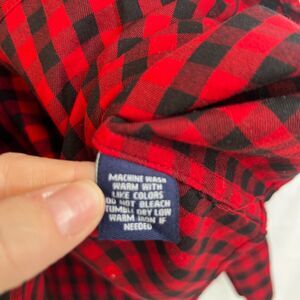 MACHINE WASH
WARM WITH
LIKE COLORS
DO NOT BLEACH
TUMBLE DRY LOW
WARM IRON IF
NEEDED